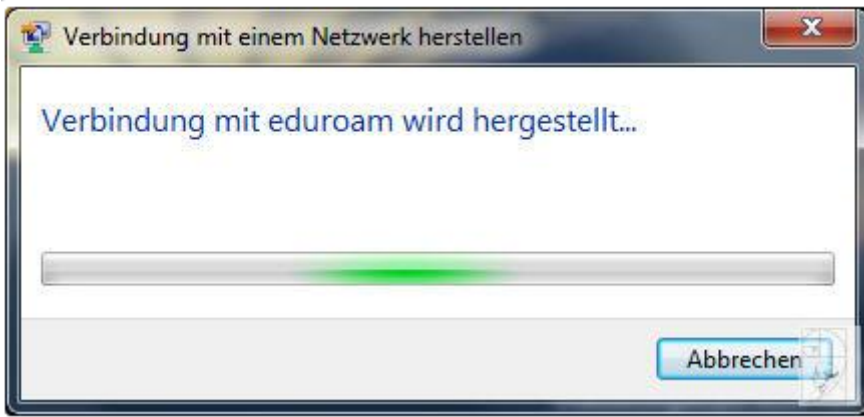 Verbindung mit einem Netzwerk herstellen
Verbindung mit eduroam wird hergestellt...
Abbrechen